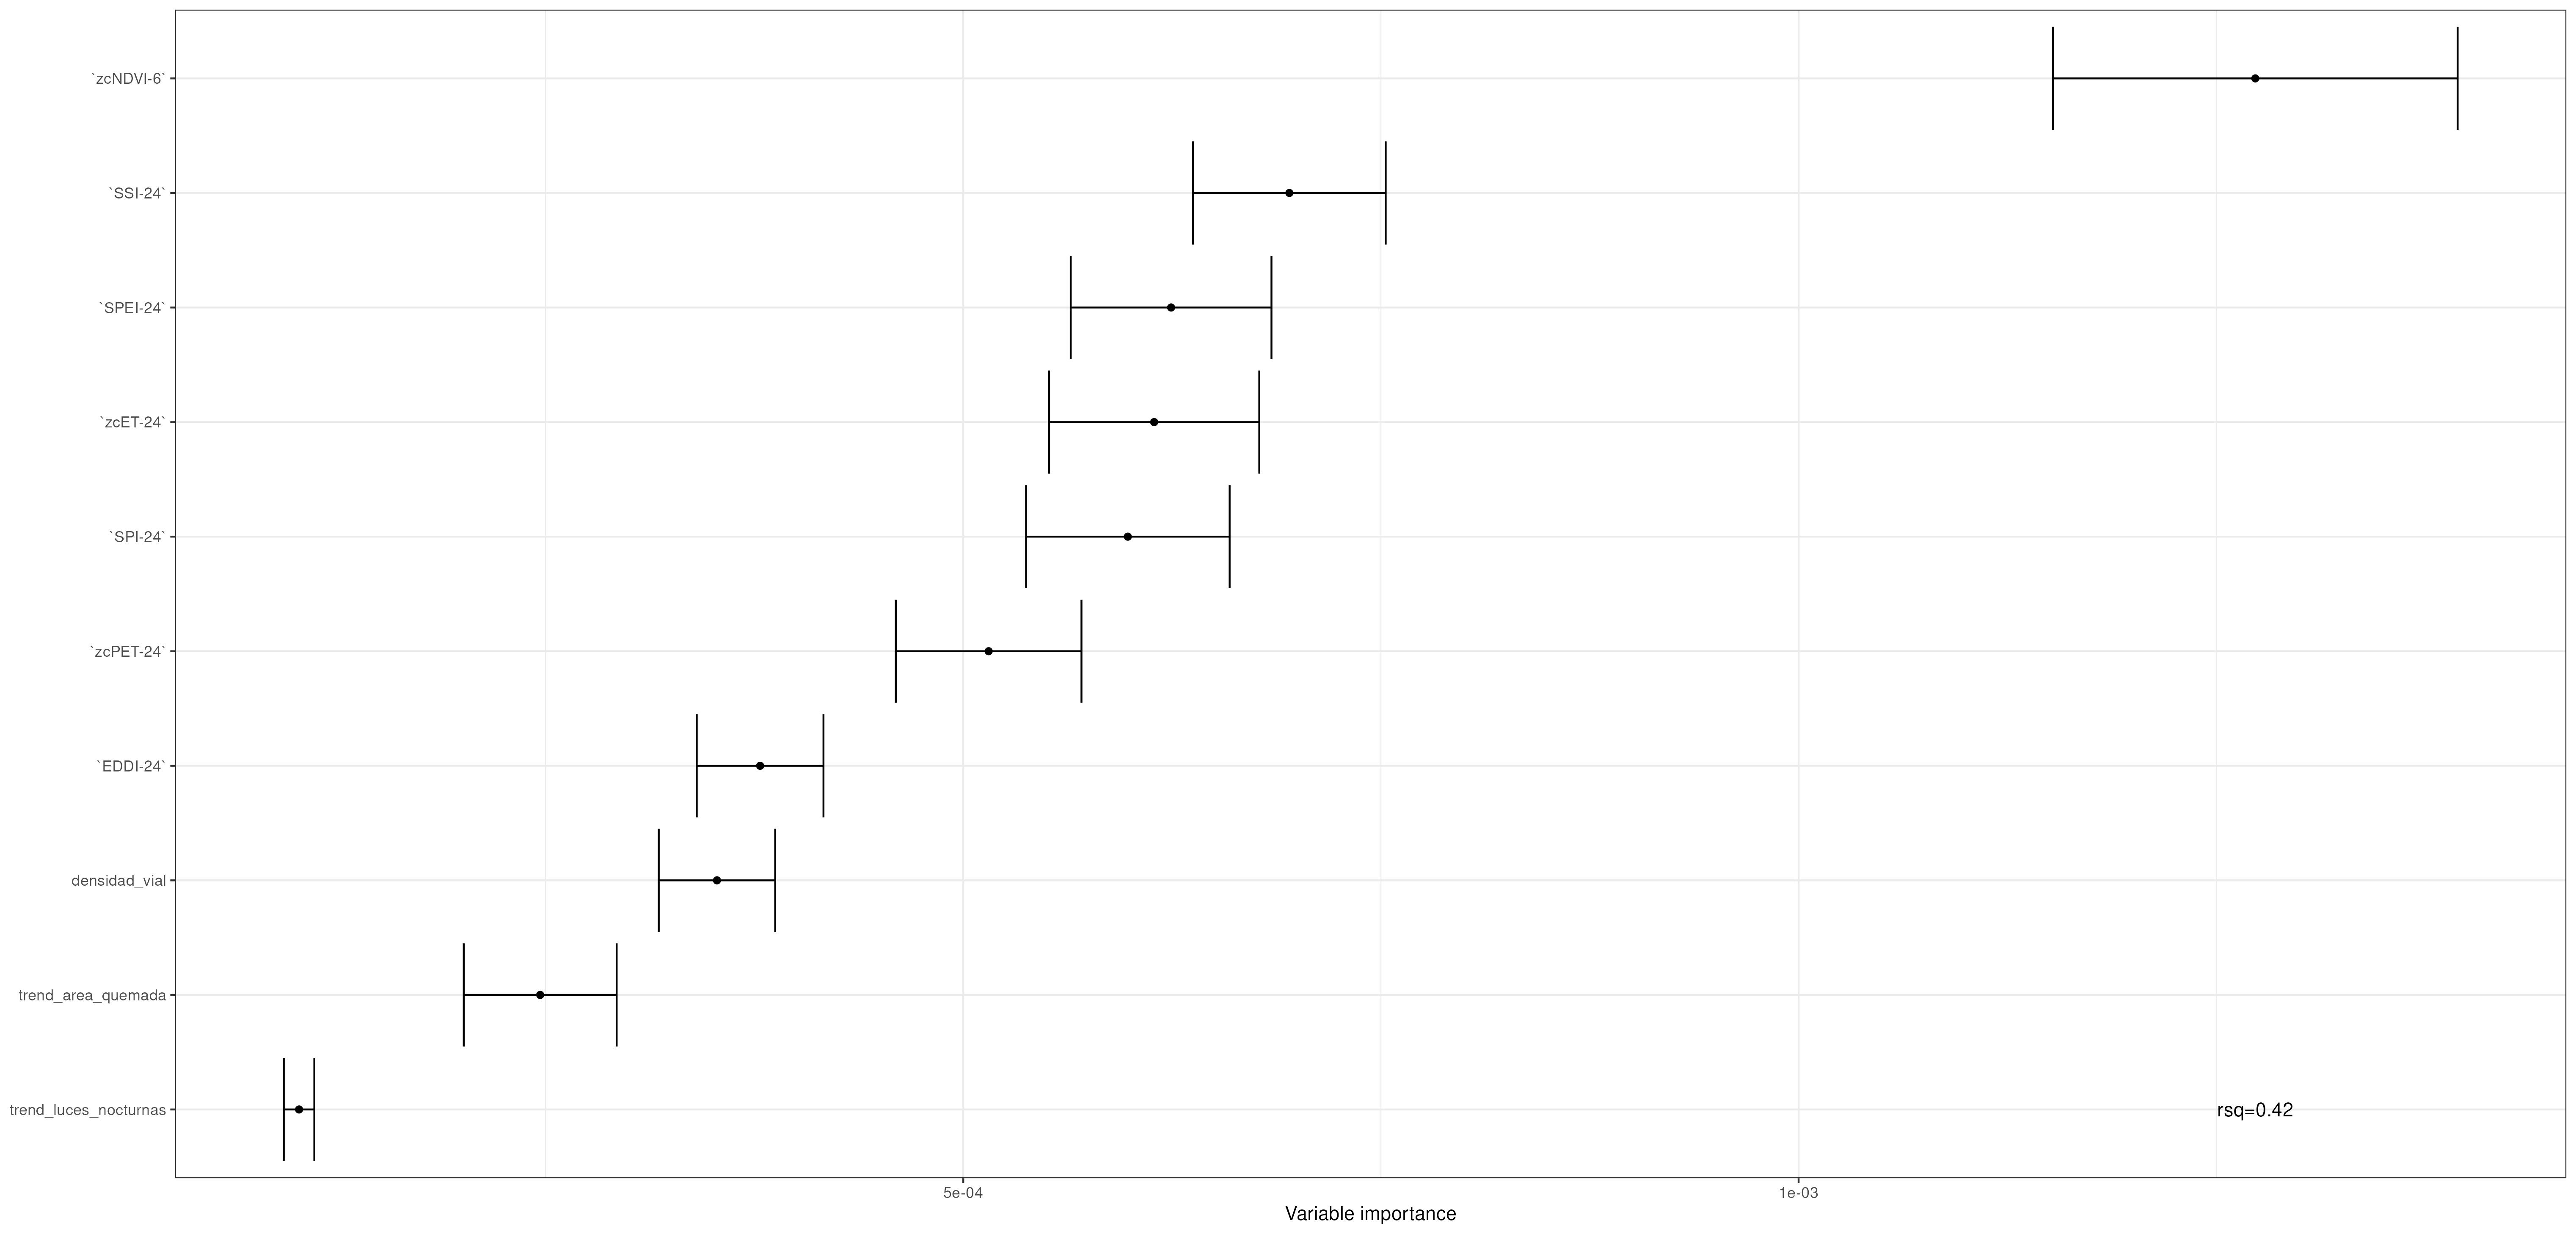 `zcNDVI-6`
`SSI-24`
`SPEI-24`
`zcET-24`
`SPI-24`
`zcPET-24`
`EDDI-24`
densidad_vial
trend_area_quemada
trend_luces_nocturnas
rsq=0.42
5e-04
1e-03
Variable importance